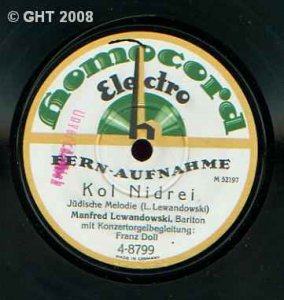 © GHT 2008
Homocord
Electro
FERN-AUFNAHME
M 52197
Kol Nidrei
Jüdische Melodie (L. Lewandowski)
Manfred Lewandowski, Bariton
mit Konzertorgelbegleitung:
Franz Doll
4-8799
MADE IN GERMANY